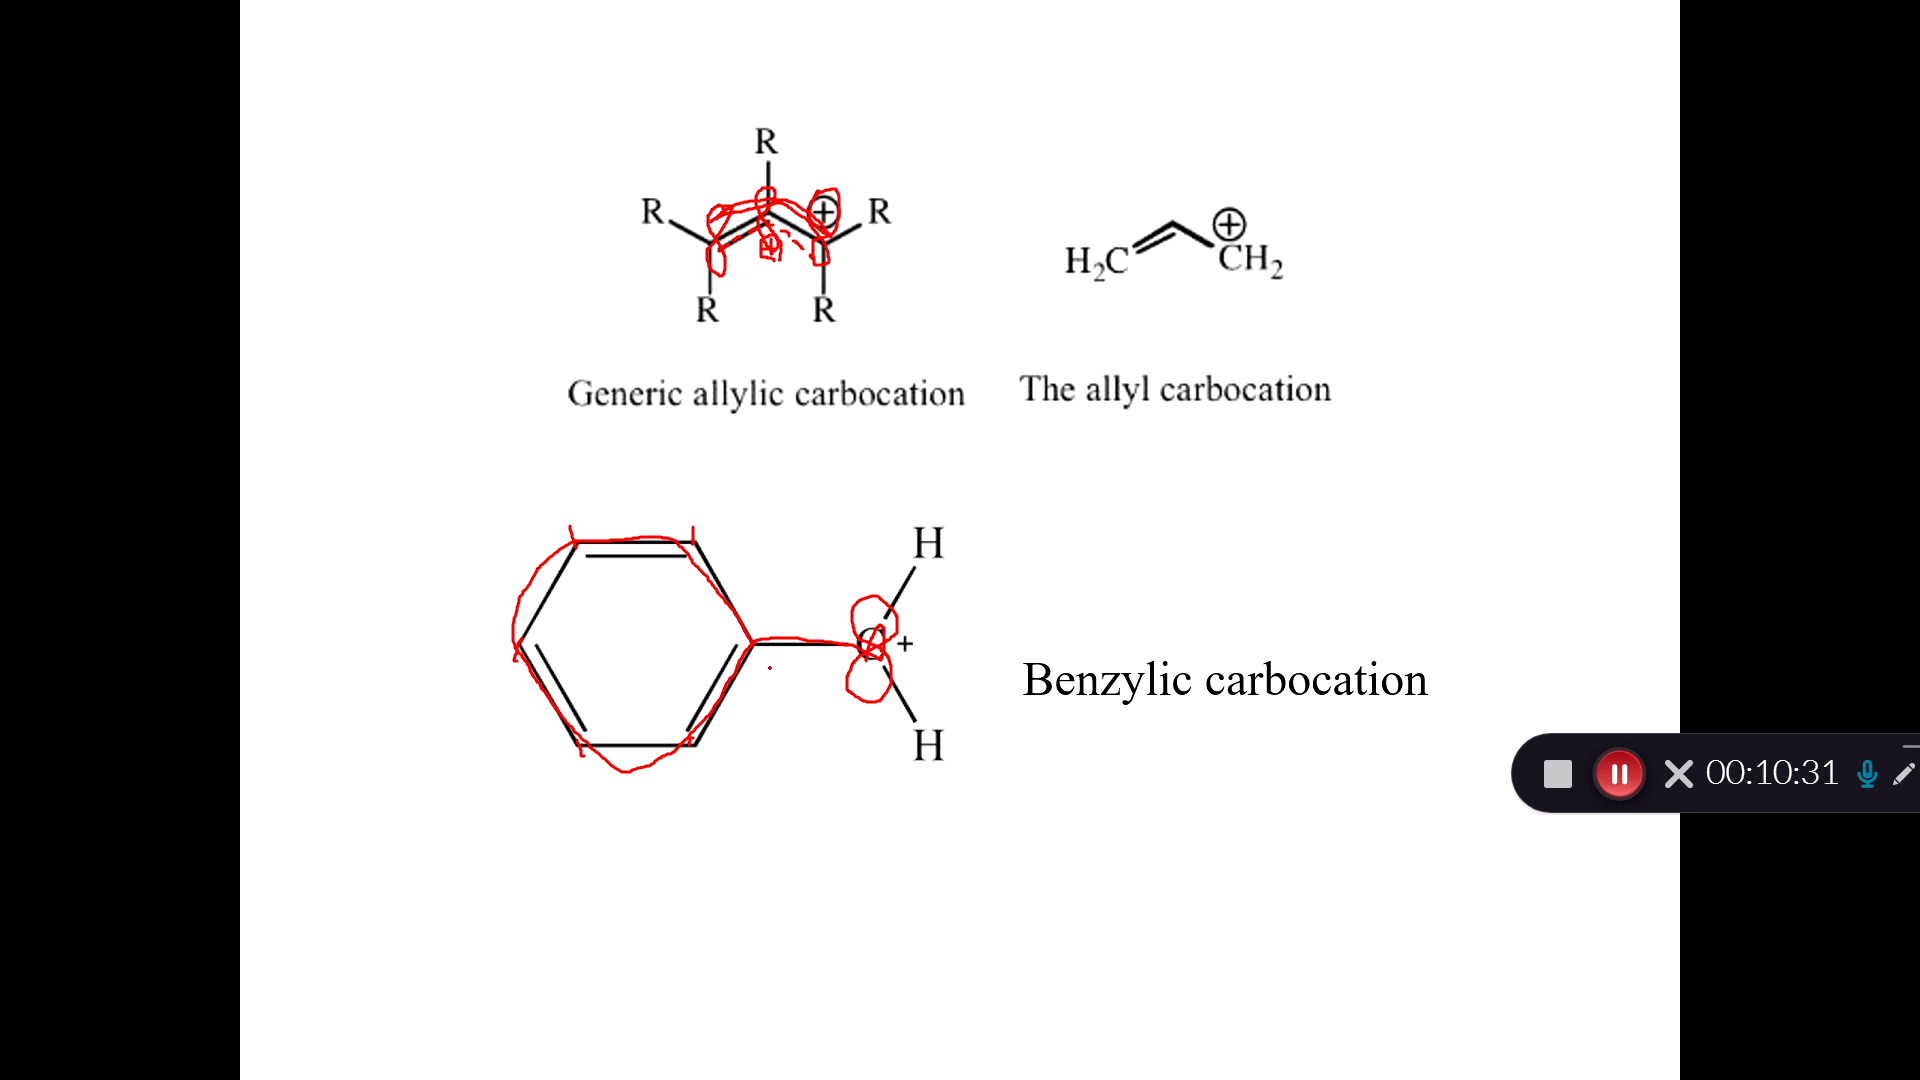 R
R ⊕ R
R R
Generic allylic carbocation
⊕
H₂C CH₂
The allyl carbocation
H
C +
H
Benzylic carbocation
00:10:31